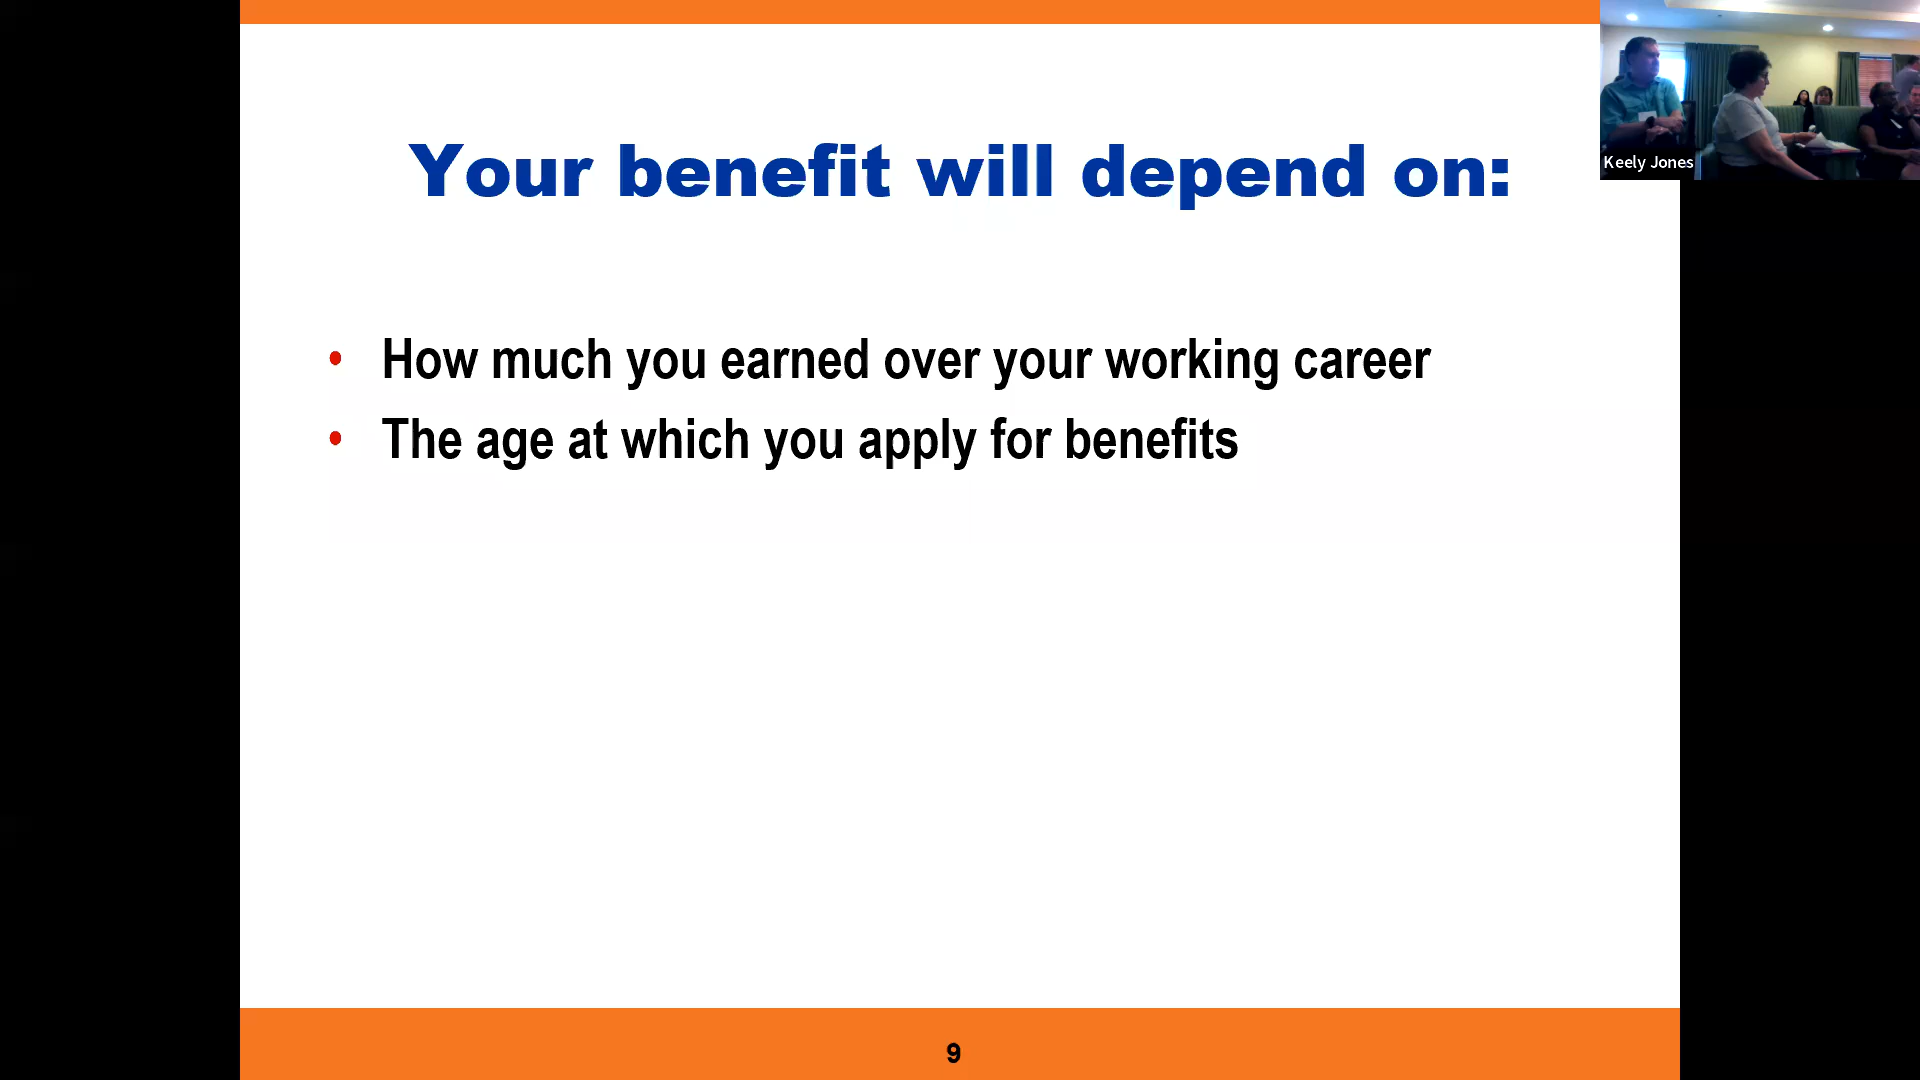 Your benefit will depend on:
Keely Jones
• How much you earned over your working career
• The age at which you apply for benefits
9